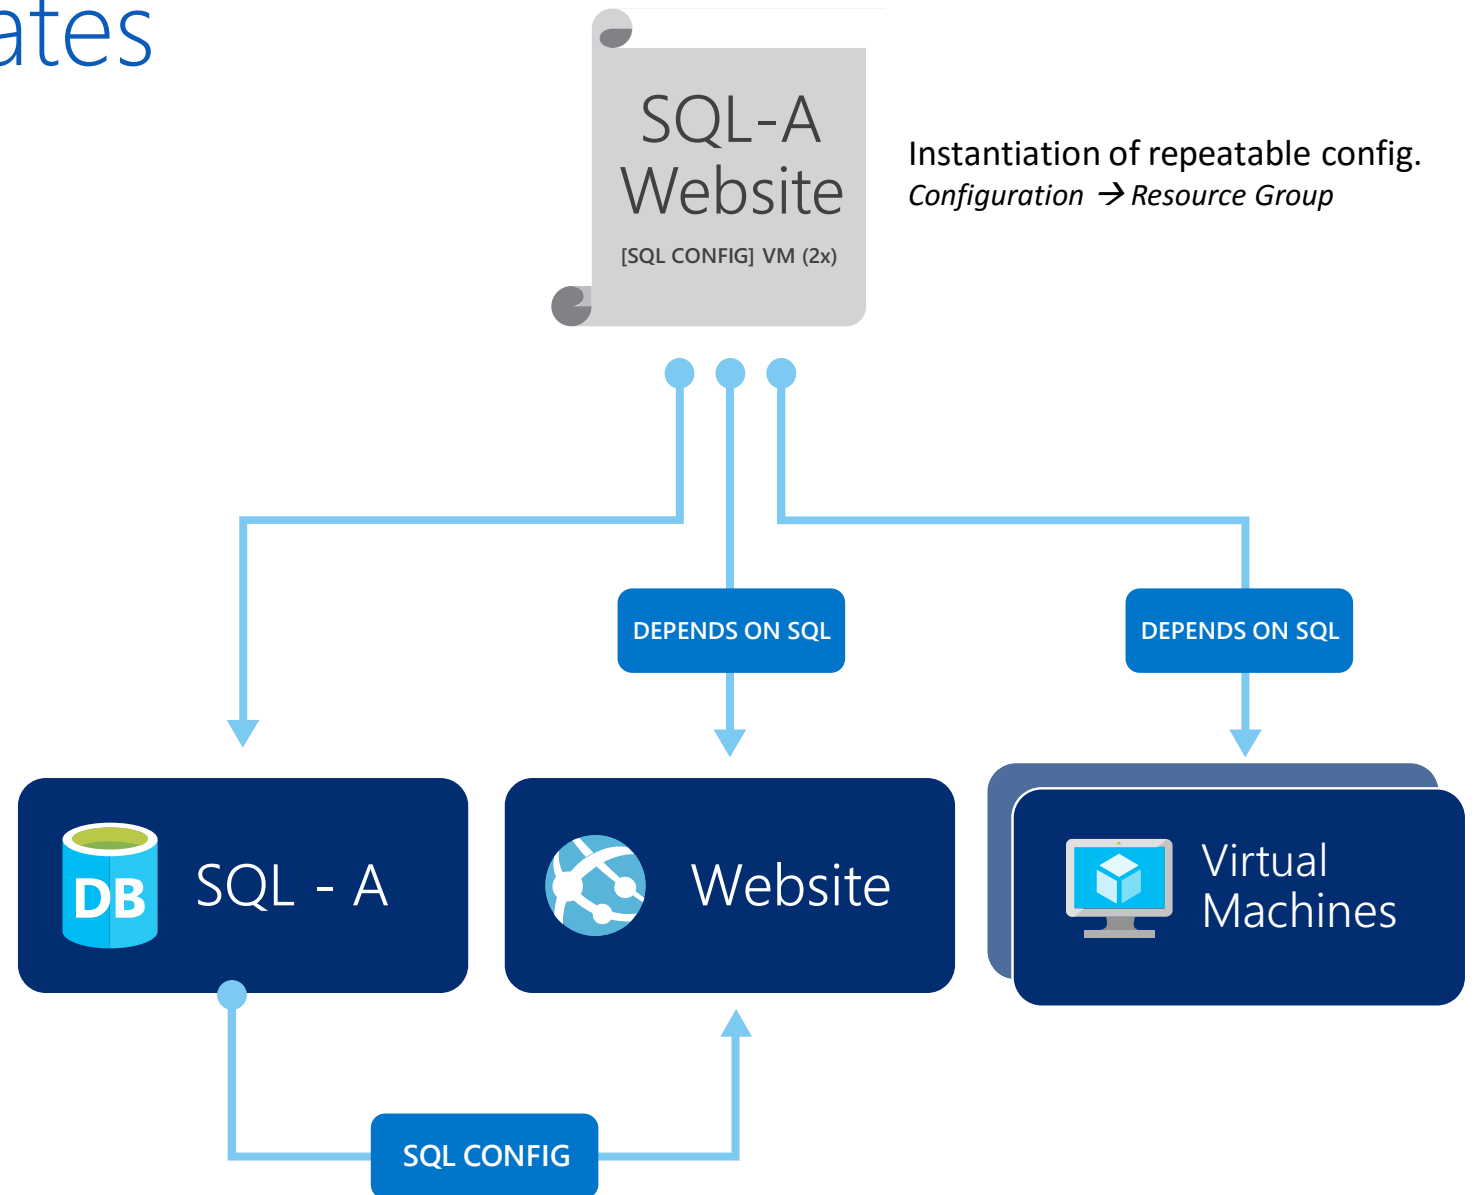 ates
SQL-A
Website
[SQL CONFIG] VM (2x)
Instantiation of repeatable config.
Configuration → Resource Group
DEPENDS ON SQL
DEPENDS ON SQL
DB
SQL - A
Website
Virtual
Machines
SQL CONFIG